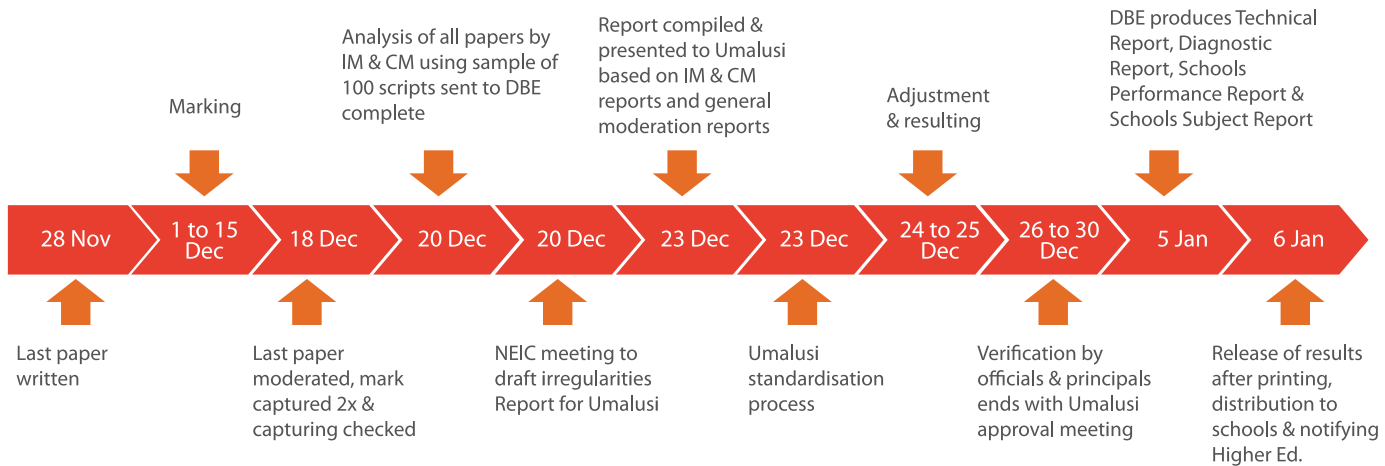 Marking
Analysis of all papers by
IM & CM using sample of
100 scripts sent to DBE
complete
Report compiled &
presented to Umalusi
based on IM & CM
reports and general
moderation reports
Adjustment
& resulting
DBE produces Technical
Report, Diagnostic
Report, Schools
Performance Report &
Schools Subject Report
28 Nov
1 to 15
Dec
18 Dec
20 Dec
20 Dec
23 Dec
23 Dec
24 to 25
Dec
26 to 30
Dec
5 Jan
6 Jan
Last paper
written
Last paper
moderated, mark
captured 2x &
capturing checked
NEIC meeting to
draft irregularities
Report for Umalusi
Umalusi
standardisation
process
Verification by
officials & principals
ends with Umalusi
approval meeting
Release of results
after printing,
distribution to
schools & notifying
Higher Ed.